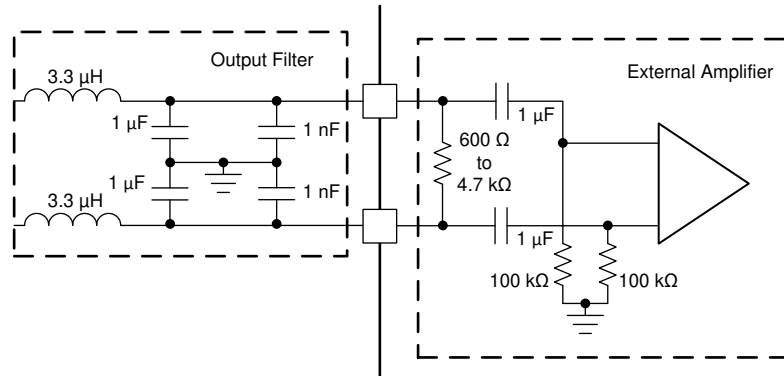 Output Filter
3.3 µH
1 µF
1 nF
1 µF
1 nF
3.3 µH
External Amplifier
1 µF
600 Ω
to
4.7 kΩ
1 µF
100 kΩ
100 kΩ